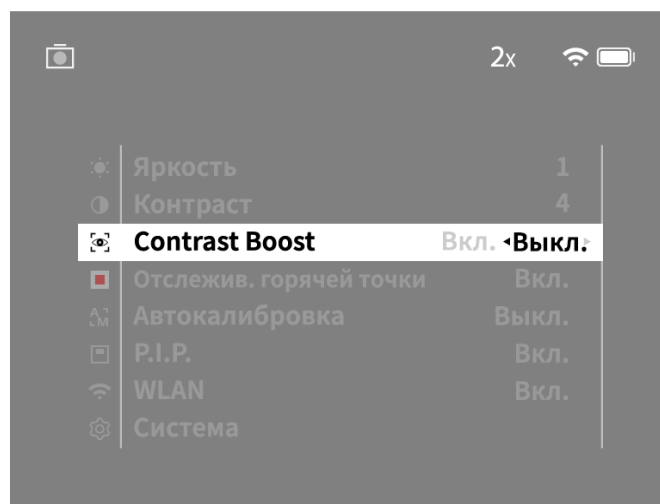 2x
Яркость 1
Контраст 4
Contrast Boost Вкл. Выкл.
Отслежив. горячей точки Вкл.
Автокалибровка Выкл.
P.I.P. Вкл.
WLAN Вкл.
Система